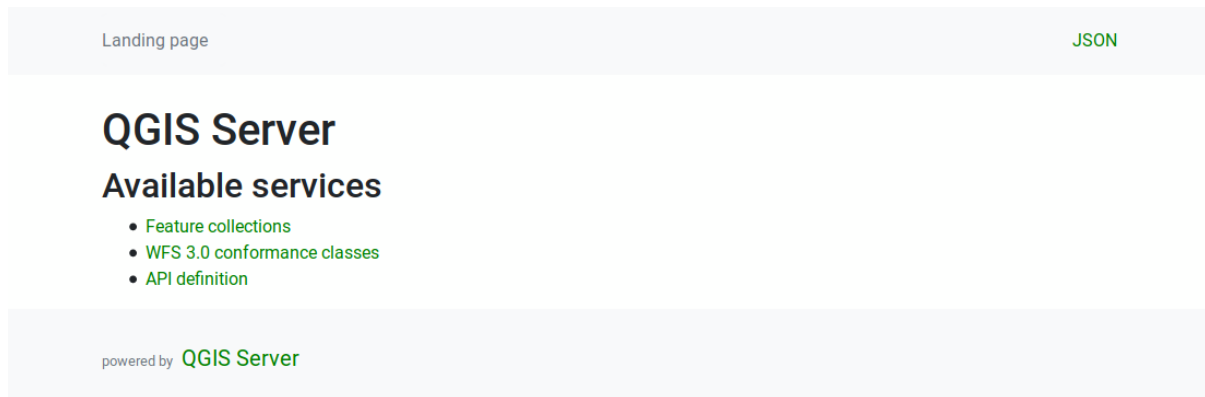 Landing page JSON
QGIS Server
Available services
Feature collections
WFS 3.0 conformance classes
API definition
powered by QGIS Server